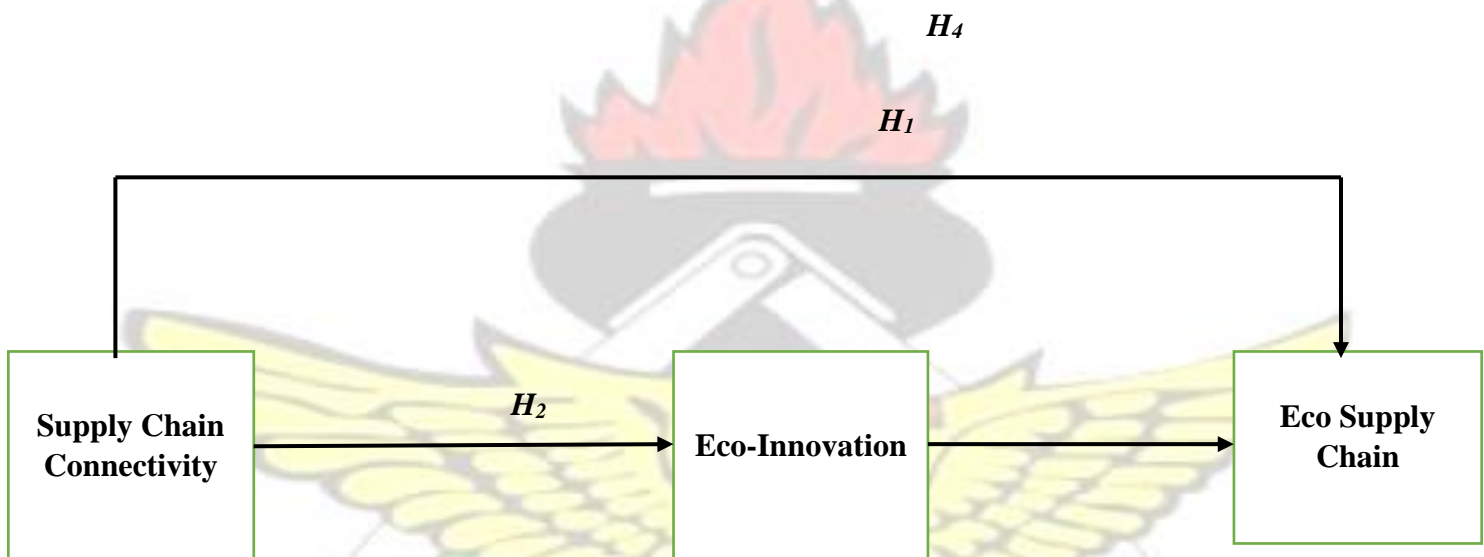 H4
H1
H2
Supply Chain
Connectivity
Eco-Innovation
Eco Supply
Chain